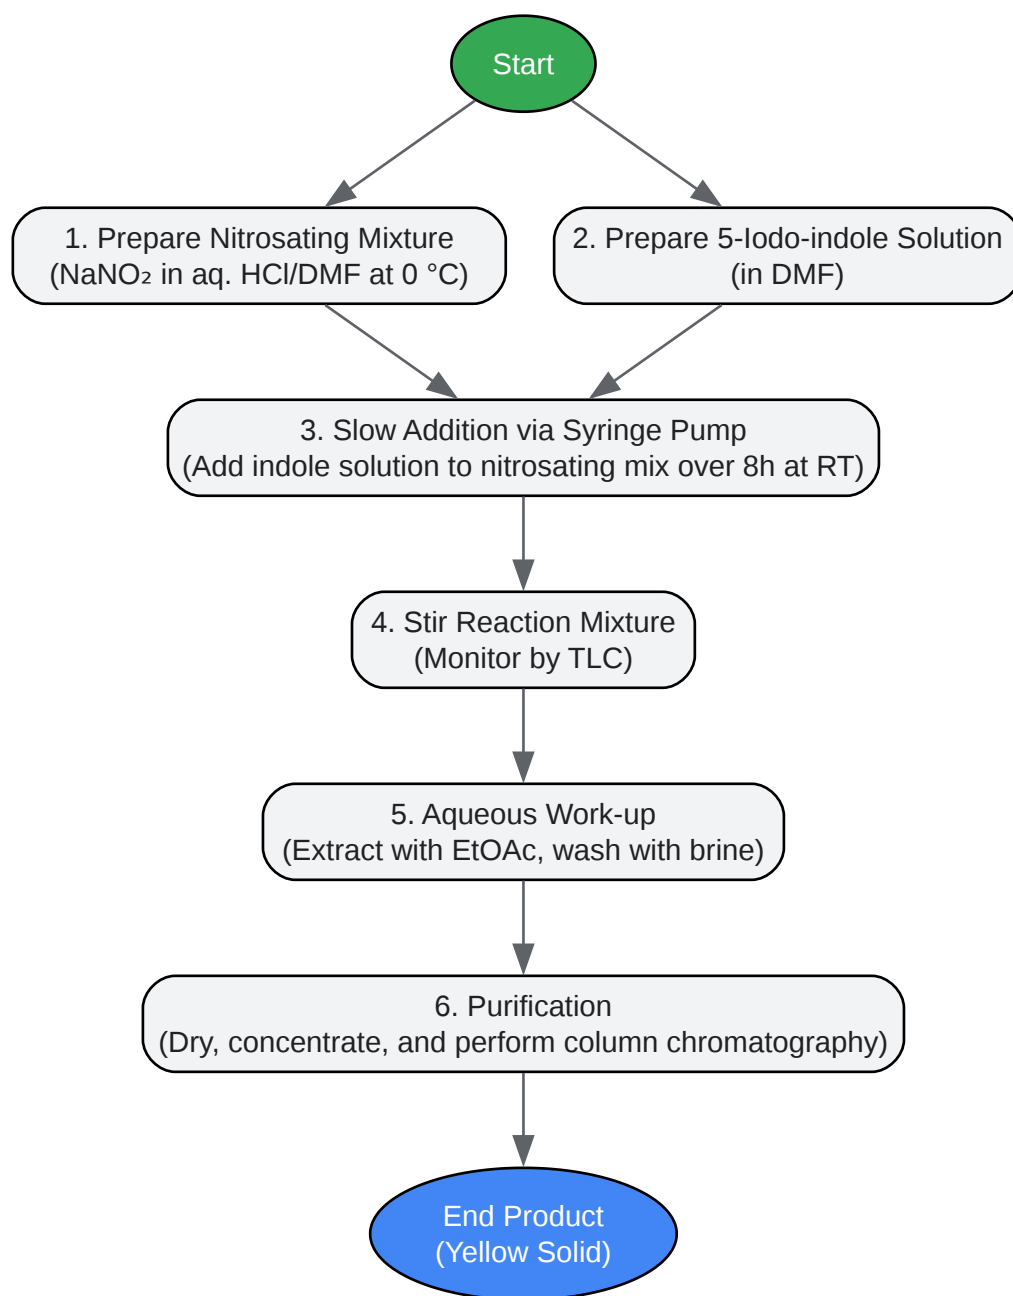 Start
1. Prepare Nitrosating Mixture
(NaNO₂ in aq. HCl/DMF at 0 °C)
2. Prepare 5-Iodo-indole Solution
(in DMF)
3. Slow Addition via Syringe Pump
(Add indole solution to nitrosating mix over 8h at RT)
4. Stir Reaction Mixture
(Monitor by TLC)
5. Aqueous Work-up
(Extract with EtOAc, wash with brine)
6. Purification
(Dry, concentrate, and perform column chromatography)
End Product
(Yellow Solid)